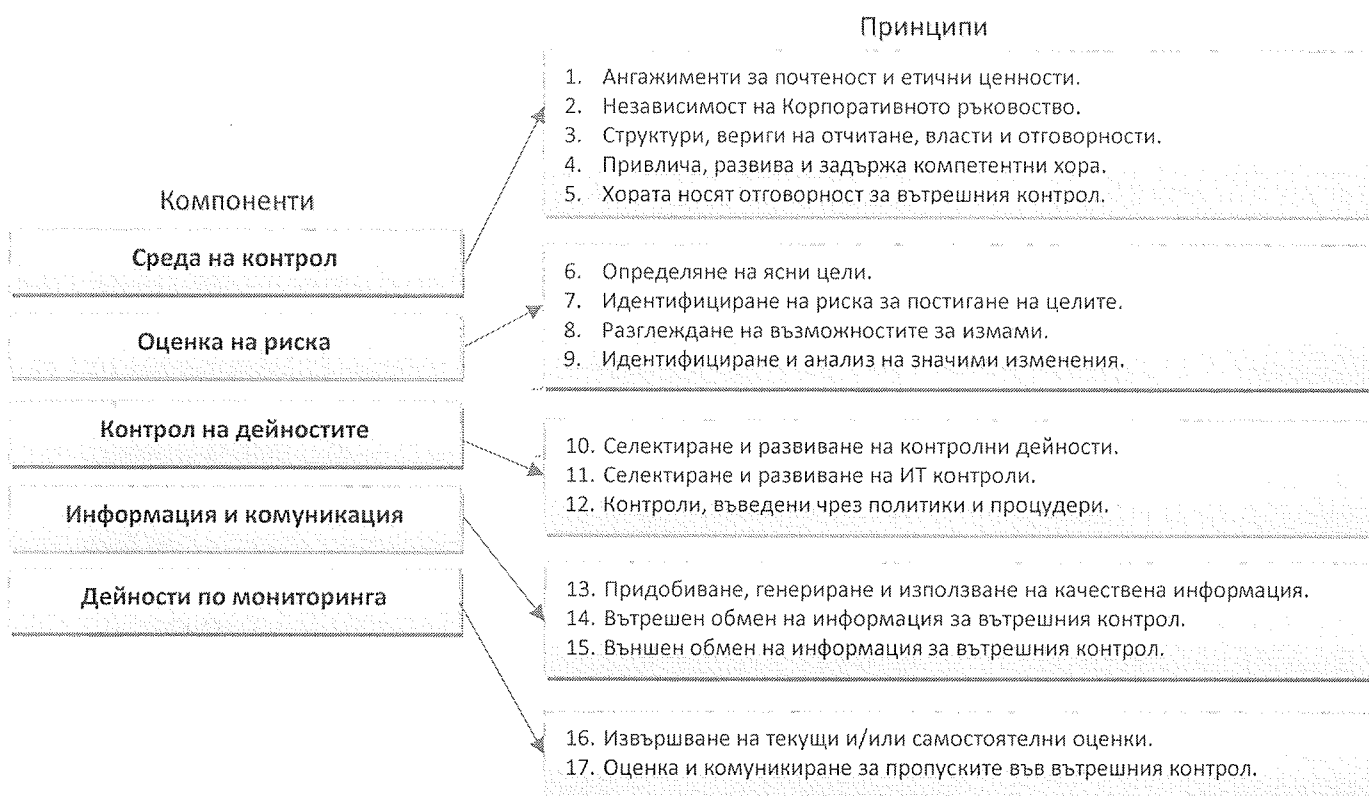 Принципи
1. Ангажименти за почтеност и етични ценности.
2. Независимост на Корпоративното ръковоство.
3. Структури, вериги на отчитане, власти и отговорности.
4. Привлича, развива и задържа компетентни хора.
5. Хората носят отговорност за вътрешния контрол.
Компоненти
Среда на контрол
Оценка на риска
Контрол на дейностите
Информация и комуникация
Дейности по мониторинга
6. Определяне на ясни цели.
7. Идентифициране на риска за постигане на целите.
8. Разглеждане на възможностите за измами.
9. Идентифициране и анализ на значими изменения.
10. Селектиране и развиване на контролни дейности.
11. Селектиране и развиване на ИТ контроли.
12. Контроли, въведени чрез политики и процудери.
13. Придобиване, генериране и използване на качествена информация.
14. Вътрешен обмен на информация за вътрешния контрол.
15. Външен обмен на информация за вътрешния контрол.
16. Извършване на текущи и/или самостоятелни оценки.
17. Оценка и комуникиране за пропуските във вътрешния контрол.